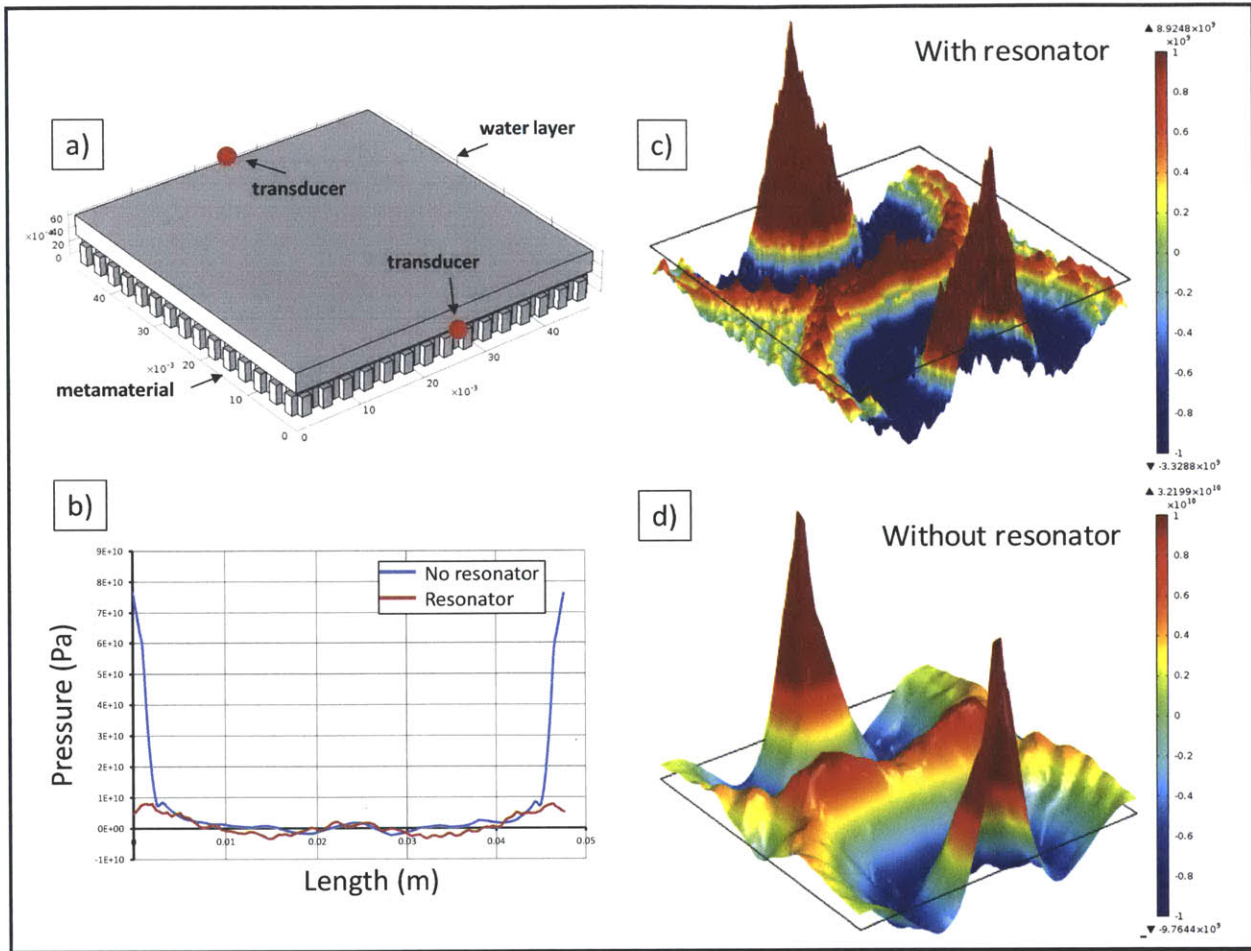 a)
water layer
transducer
transducer
metamaterial
60
×10⁻⁴ 40
20
0
40
30
×10⁻³ 20
10
0
0
10
20
×10⁻³
30
40
b)
Pressure (Pa)
9E+10
8E+10
7E+10
6E+10
5E+10
4E+10
3E+10
2E+10
1E+10
0E+00
-1E+10
No resonator
Resonator
0
0.01
0.02
0.03
0.04
0.05
Length (m)
c)
With resonator
▲ 8.9248×10⁹
×10⁹
1
0.8
0.6
0.4
0.2
0
-0.2
-0.4
-0.6
-0.8
-1
▼ -3.3288×10⁹
d)
Without resonator
▲ 3.2199×10¹⁰
×10¹⁰
1
0.8
0.6
0.4
0.2
0
-0.2
-0.4
-0.6
-0.8
-1
▼ -9.7644×10⁹